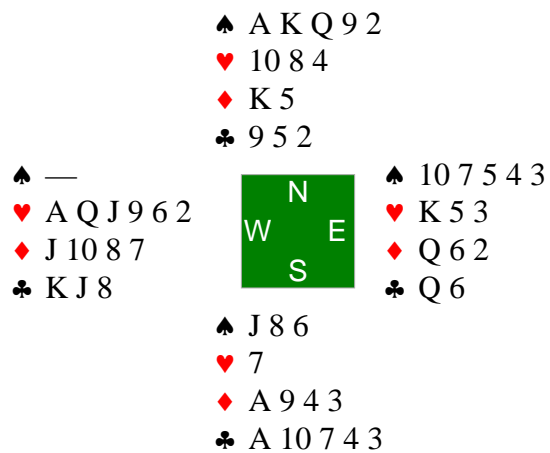 ♠ A K Q 9 2
♥ 10 8 4
♦ K 5
♣ 9 5 2
♠ —
♥ A Q J 9 6 2
♦ J 10 8 7
♣ K J 8
N
W E
S
♠ 10 7 5 4 3
♥ K 5 3
♦ Q 6 2
♣ Q 6
♠ J 8 6
♥ 7
♦ A 9 4 3
♣ A 10 7 4 3